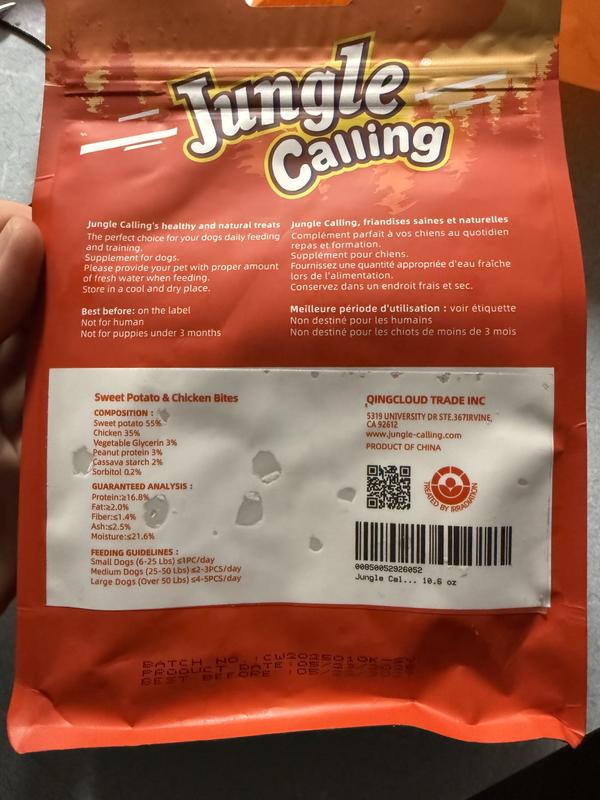 Jungle
Calling
®
Jungle Calling's healthy and natural treats
The perfect choice for your dogs daily feeding
and training.
Supplement for dogs.
Please provide your pet with proper amount
of fresh water when feeding.
Store in a cool and dry place.
Best before: on the label
Not for human
Not for puppies under 3 months
Jungle Calling, friandises saines et naturelles
Complément parfait à vos chiens au quotidien
repas et formation.
Supplément pour chiens.
Fournissez une quantité appropriée d'eau fraîche
lors de l'alimentation.
Conservez dans un endroit frais et sec.
Meilleure période d'utilisation : voir étiquette
Non destiné pour les humains
Non destiné pour les chiots de moins de 3 mois
Sweet Potato & Chicken Bites
COMPOSITION :
Sweet potato 55%
Chicken 35%
Vegetable Glycerin 3%
Peanut protein 3%
Cassava starch 2%
Sorbitol 0.2%
GUARANTEED ANALYSIS :
Protein:≥16.8%
Fat:≥2.0%
Fiber:≤1.4%
Ash:≤2.5%
Moisture:≤21.6%
FEEDING GUIDELINES :
Small Dogs (6-25 Lbs) ≤1PC/day
Medium Dogs (25-50 Lbs) ≤2-3PCS/day
Large Dogs (Over 50 Lbs) ≤4-5PCS/day
QINGCLOUD TRADE INC
5319 UNIVERSITY DR STE.367IRVINE,
CA 92612
www.jungle-calling.com
PRODUCT OF CHINA
TREATED BY IRRADIATION
00850052926052
Jungle Cal... 10.6 oz
BATCH NO.:
PRODUCT DATE:
BEST BEFORE :